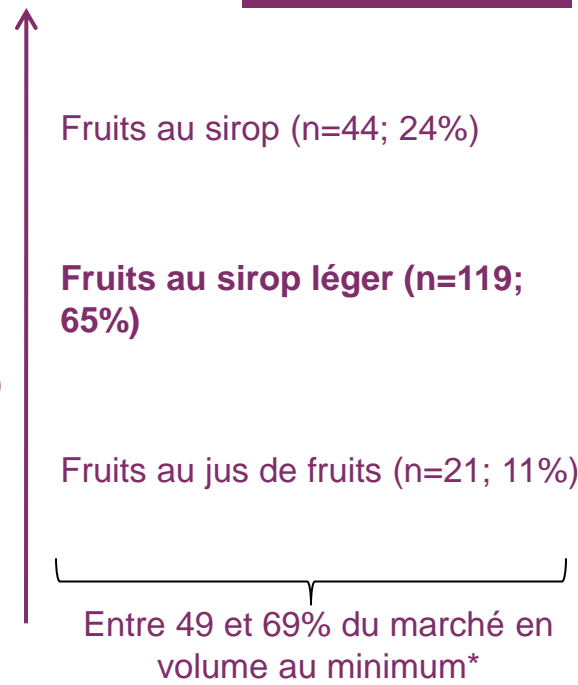 Fruits au sirop (n=44; 24%)
Fruits au sirop léger (n=119;
65%)
Fruits au jus de fruits (n=21; 11%)
Entre 49 et 69% du marché en
volume au minimum*